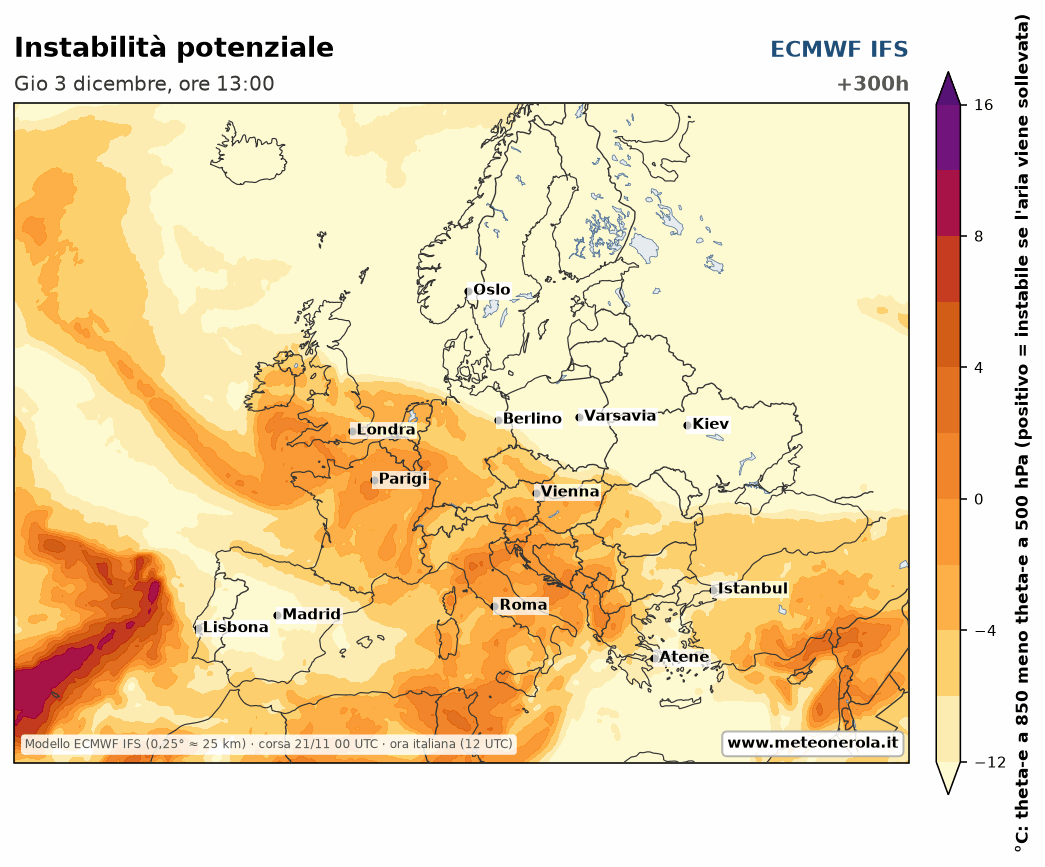 Instabilità potenziale
ECMWF IFS
Gio 3 dicembre, ore 13:00
+300h
Oslo
Berlino
Varsavia
Kiev
Londra
Parigi
Vienna
Istanbul
Roma
Madrid
Lisbona
Atene
Modello ECMWF IFS (0,25° ≈ 25 km) · corsa 21/11 00 UTC · ora italiana (12 UTC)
www.meteonerola.it
16
8
4
0
−4
−12
°C: theta-e a 850 meno theta-e a 500 hPa (positivo = instabile se l'aria viene sollevata)